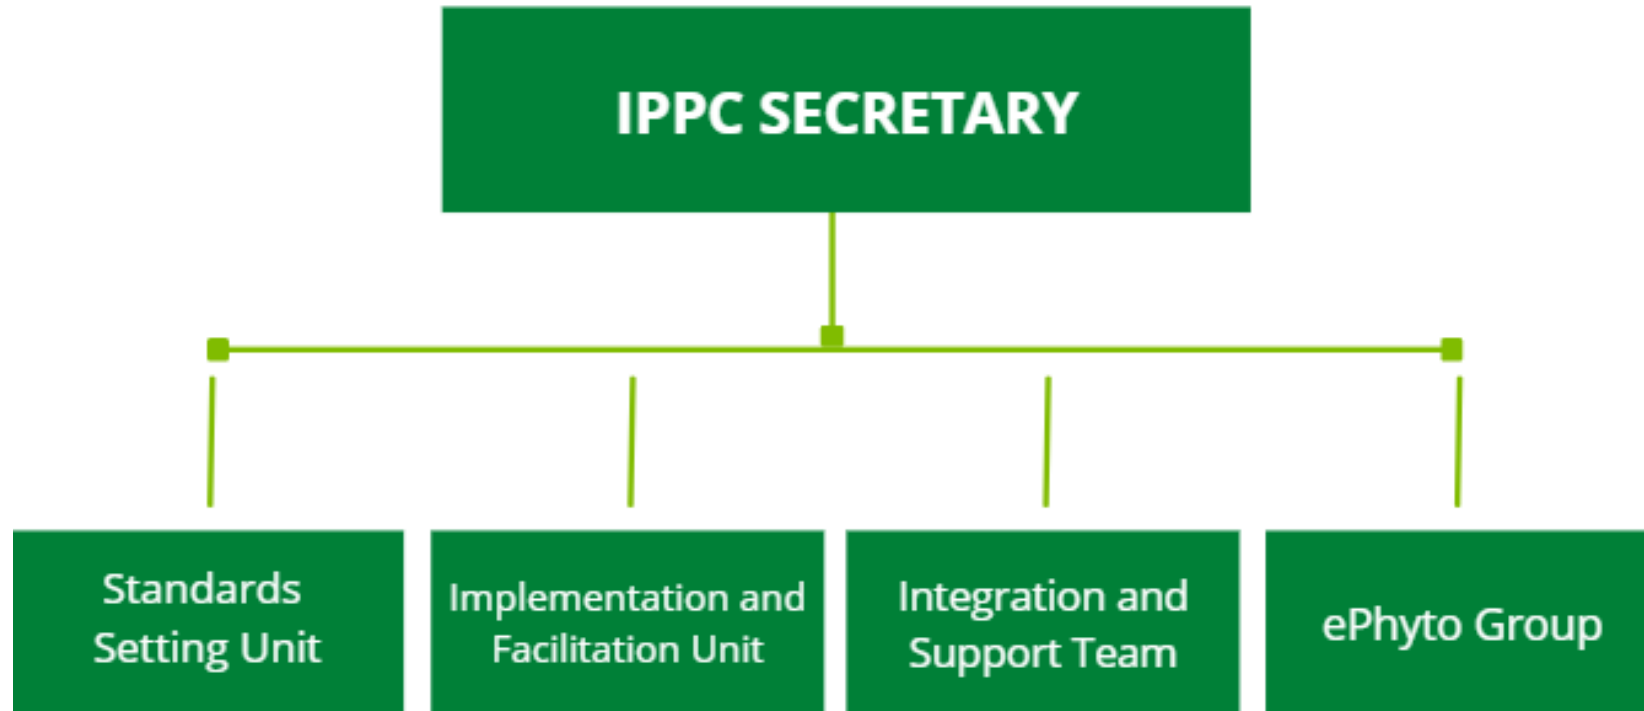 IPPC SECRETARY
Standards
Setting Unit
Implementation and
Facilitation Unit
Integration and
Support Team
ePhyto Group